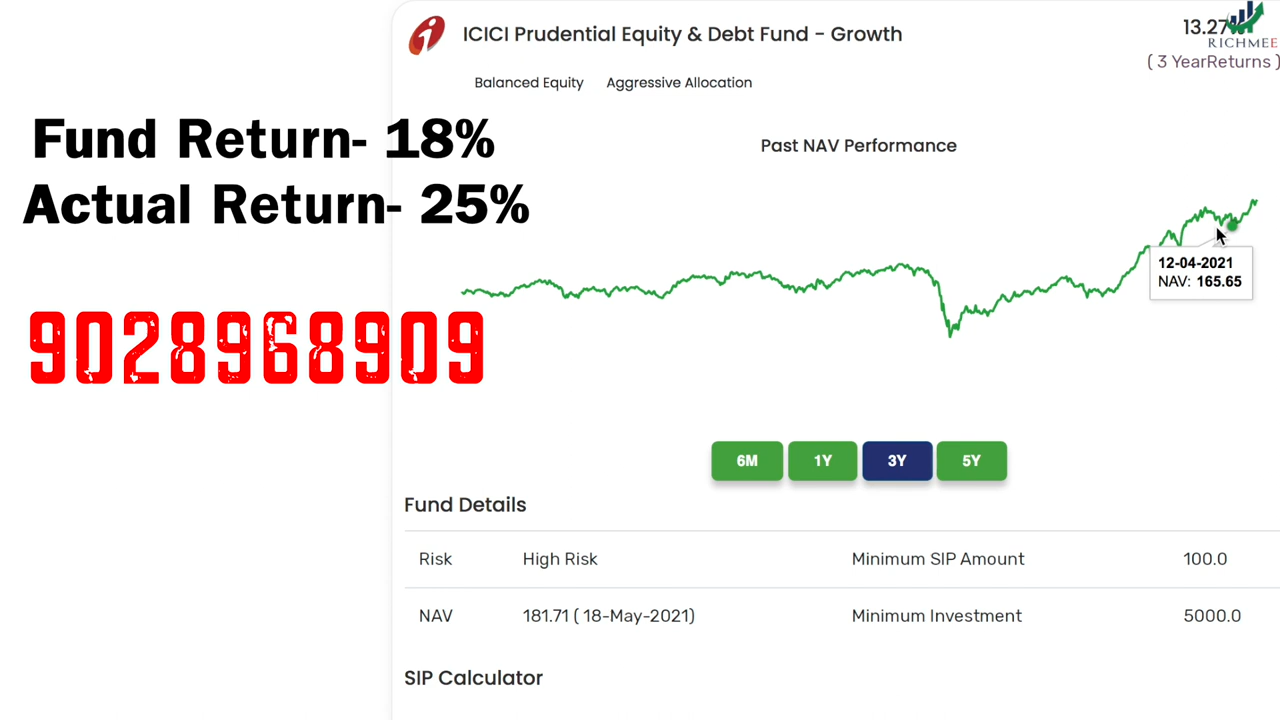 ICICI Prudential Equity & Debt Fund - Growth
13.27
RICHMEE
( 3 YearReturns )
Balanced Equity Aggressive Allocation
Fund Return- 18%
Actual Return- 25%
Past NAV Performance
12-04-2021
NAV: 165.65
9028968909
6M 1Y 3Y 5Y
Fund Details
Risk High Risk Minimum SIP Amount 100.0
NAV 181.71 ( 18-May-2021) Minimum Investment 5000.0
SIP Calculator